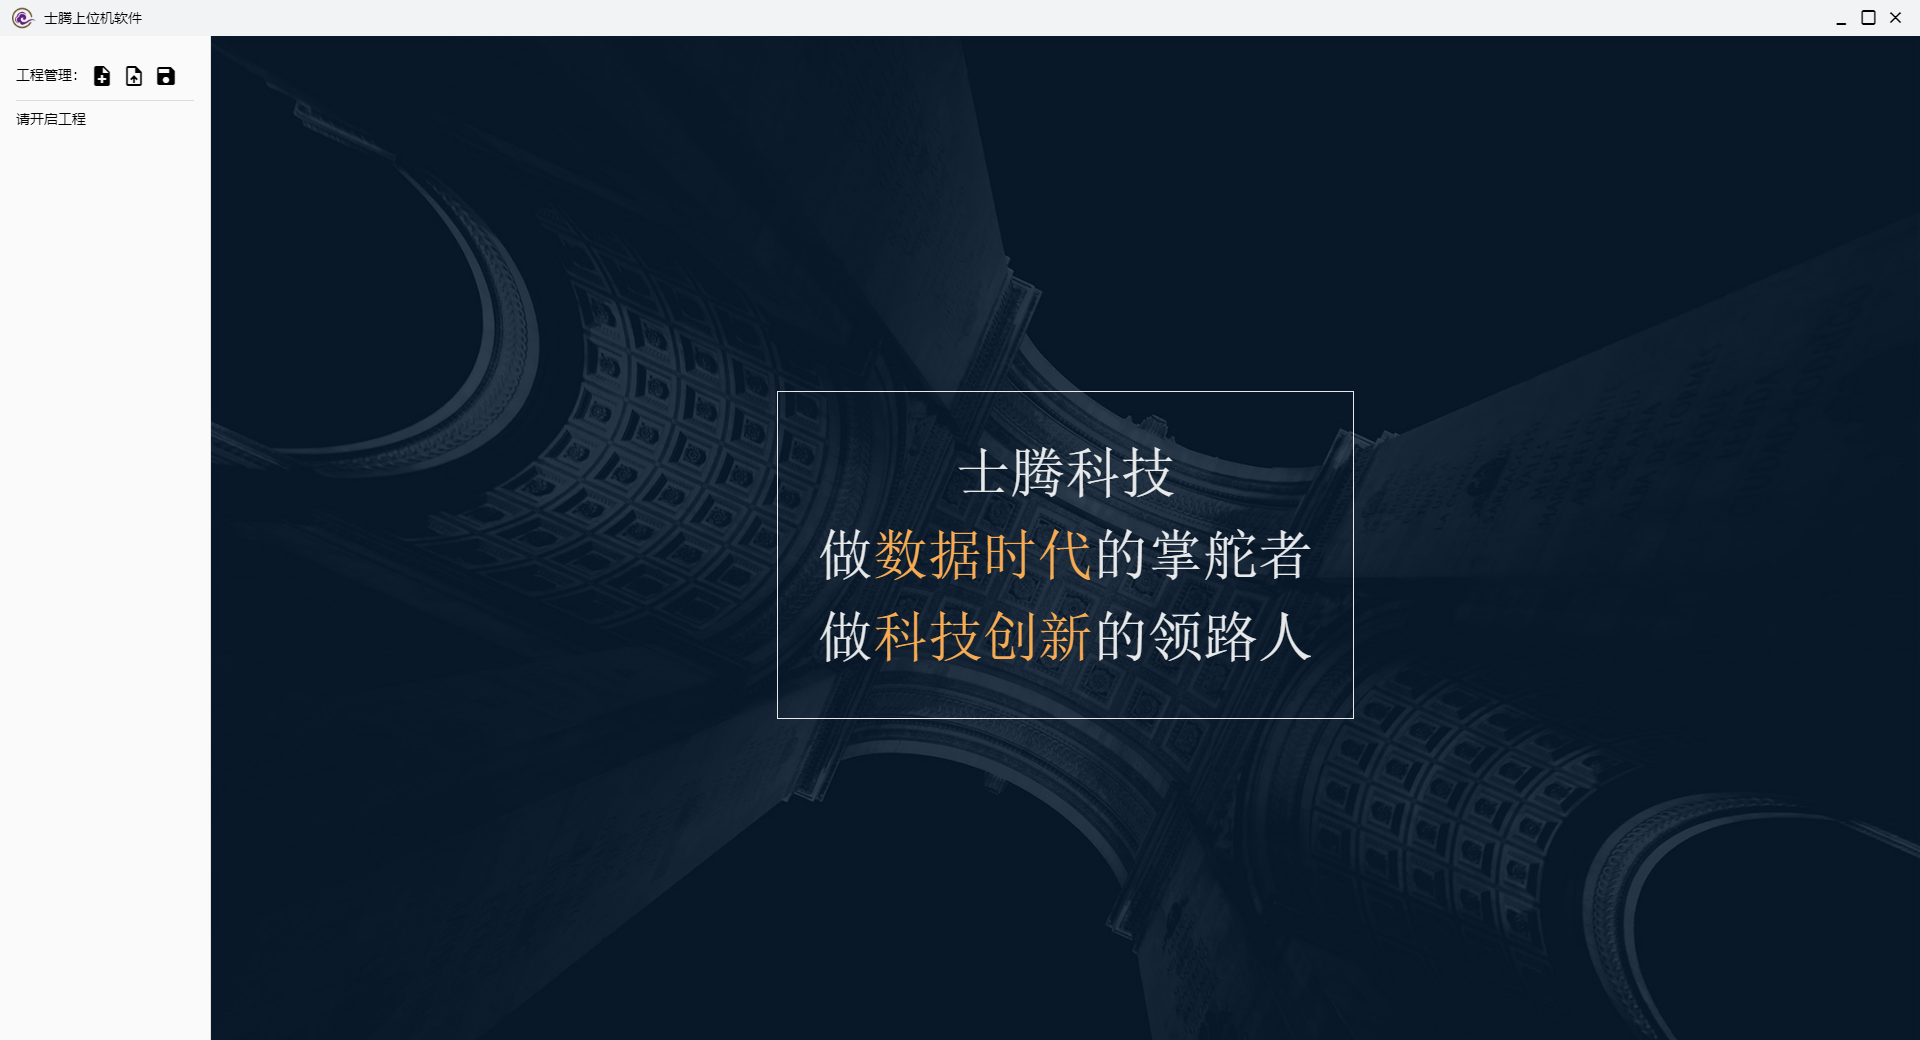 士腾上位机软件
工程管理：
请开启工程
士腾科技
做数据时代的掌舵者
做科技创新的领路人